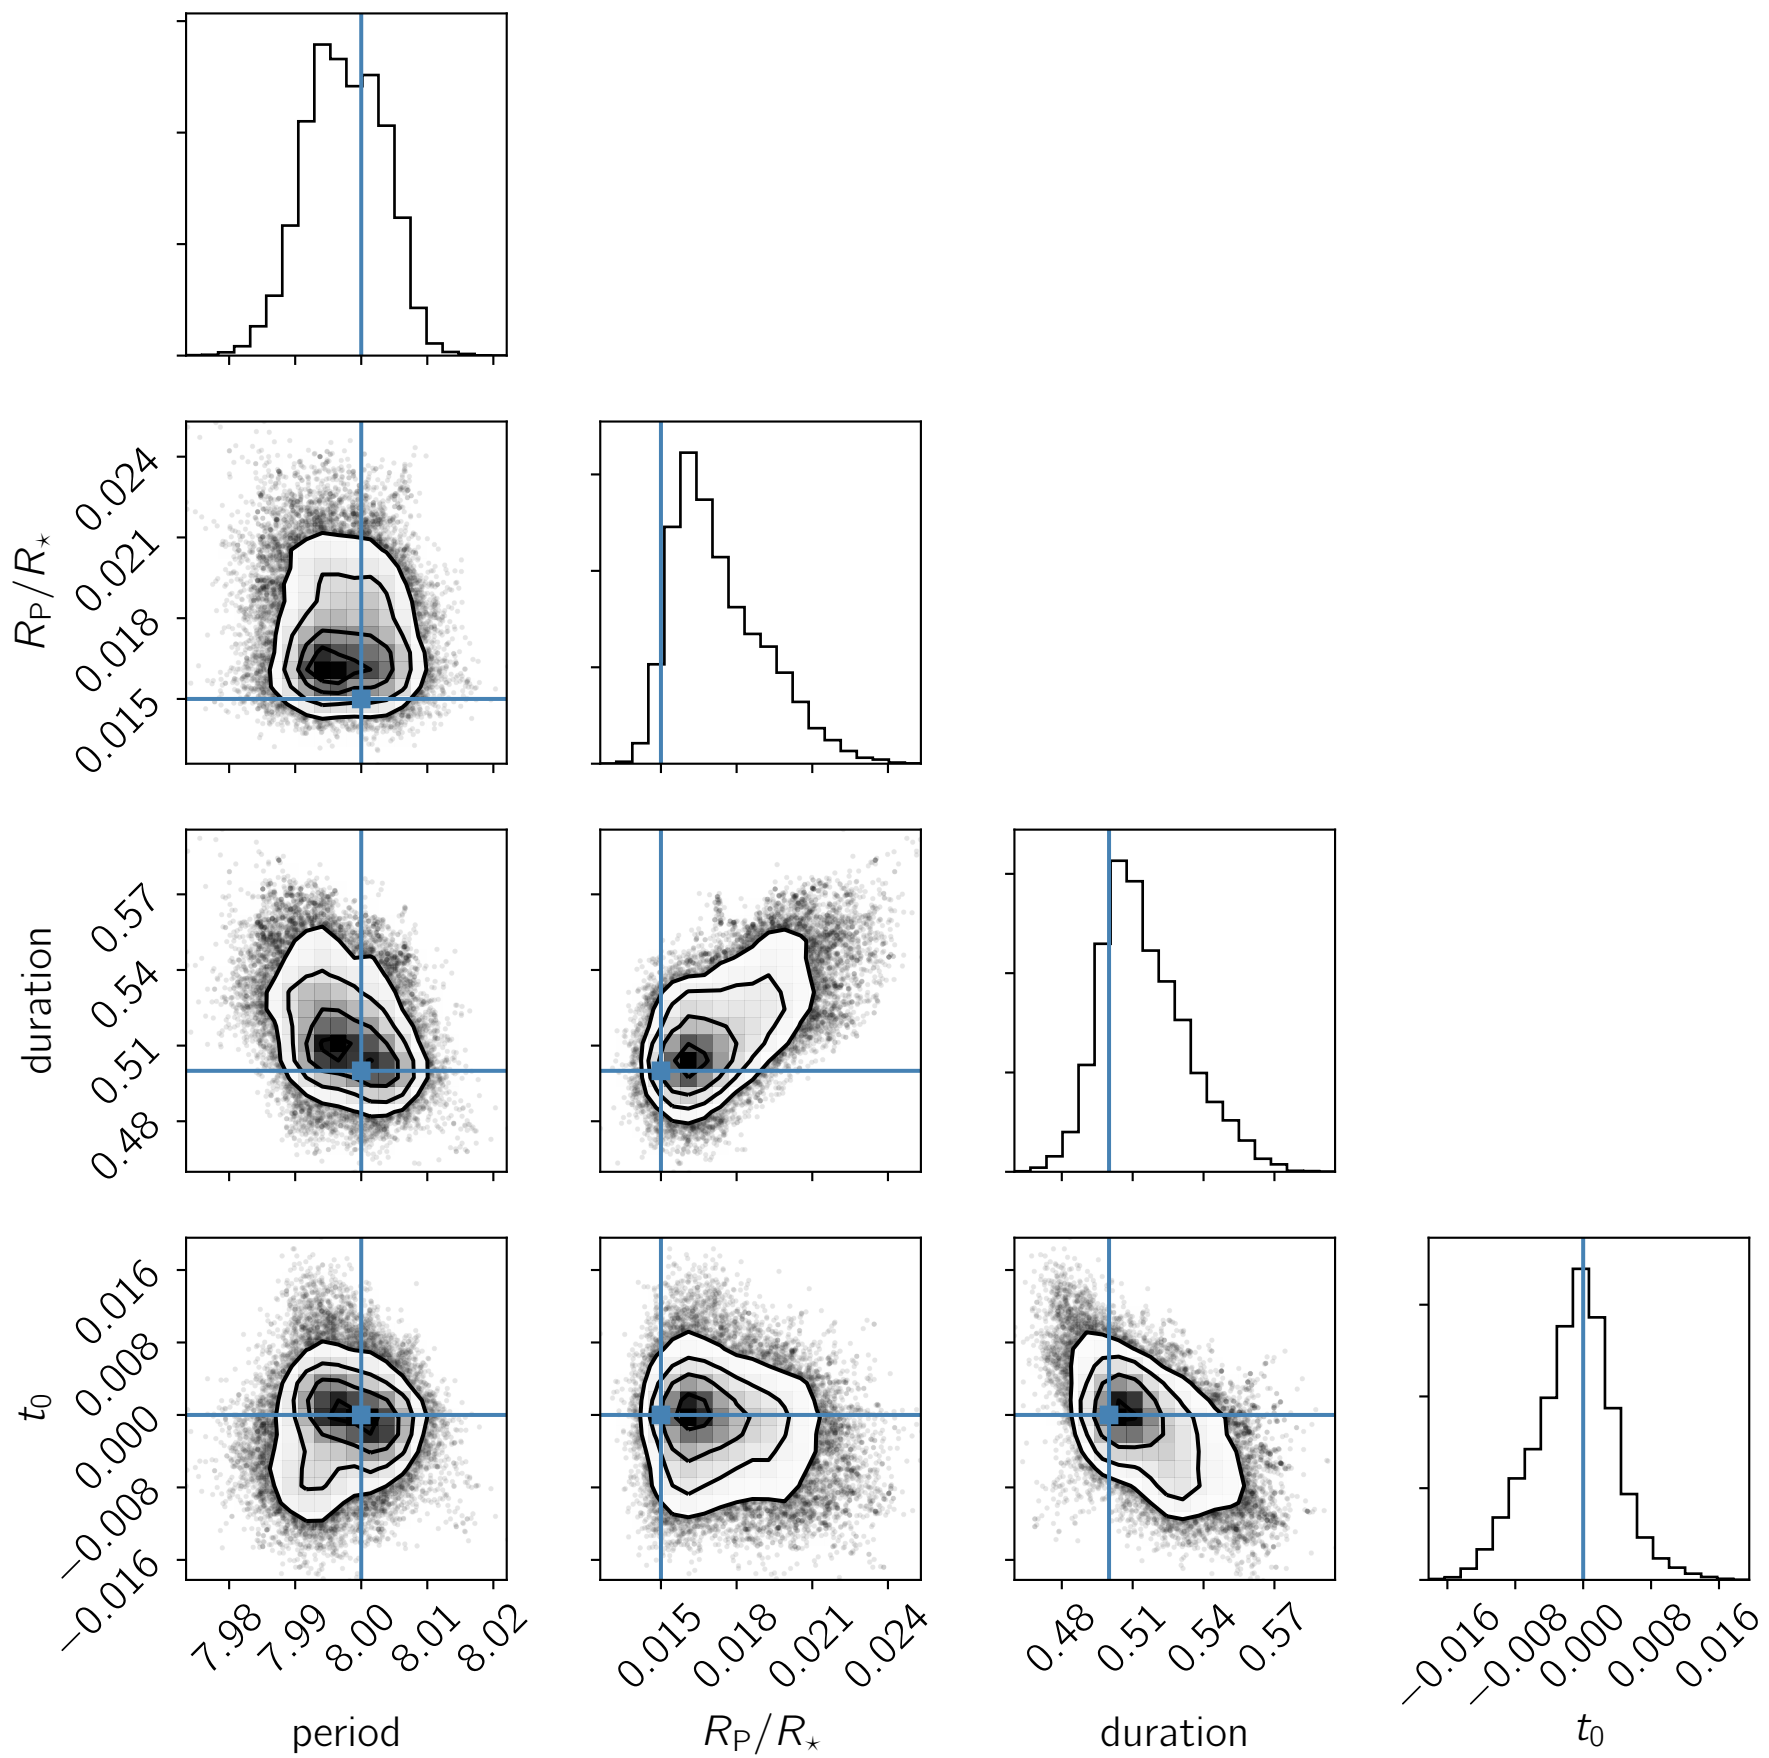 R_P/R_⋆
0.024
0.021
0.018
0.015
duration
0.57
0.54
0.51
0.48
t_0
0.016
0.008
0.000
−0.008
−0.016
7.98 7.99 8.00 8.01 8.02
0.015 0.018 0.021 0.024
0.48 0.51 0.54 0.57
−0.016 −0.008 0.000 0.008 0.016
period R_P/R_⋆ duration t_0